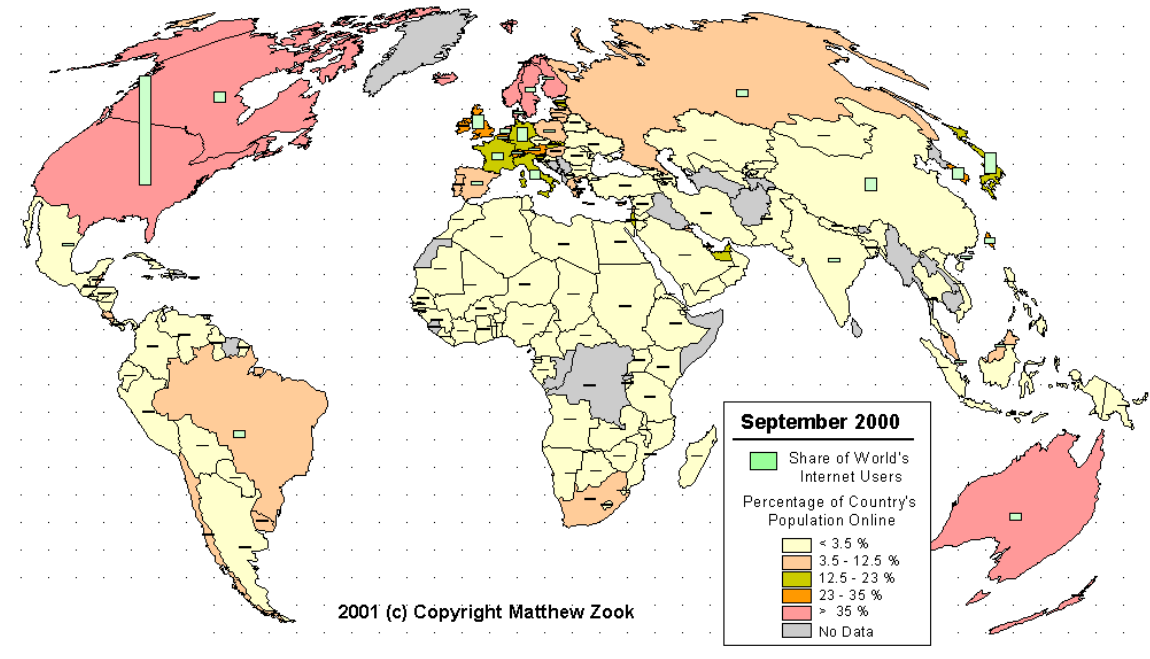 September 2000
Share of World's
Internet Users
Percentage of Country's
Population Online
< 3.5 %
3.5 - 12.5 %
12.5 - 23 %
23 - 35 %
> 35 %
No Data
2001 (c) Copyright Matthew Zook